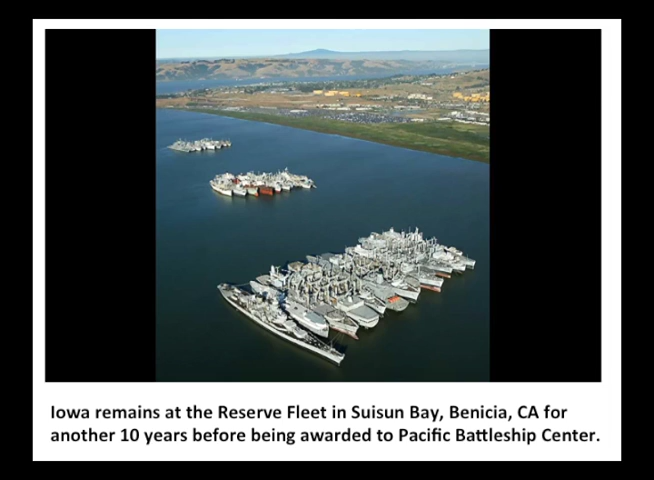 Iowa remains at the Reserve Fleet in Suisun Bay, Benicia, CA for
another 10 years before being awarded to Pacific Battleship Center.